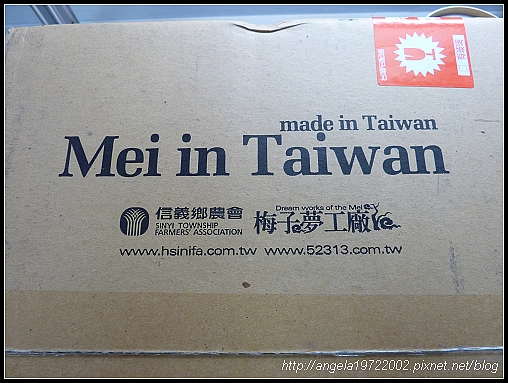 made in Taiwan
Mei in Taiwan
信義鄉農會
SINYI TOWNSHIP
FARMERS' ASSOCIATION
Dream works of the Mei
梅子夢工廠
www.hsinifa.com.tw www.52313.com.tw
http://angela19722002.pixnet.net/blog